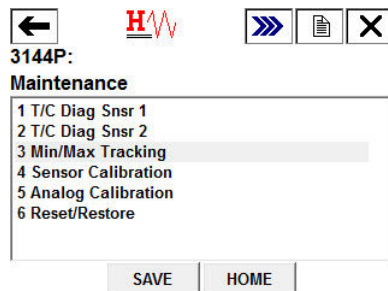 H
3144P:
Maintenance
1 T/C Diag Snsr 1
2 T/C Diag Snsr 2
3 Min/Max Tracking
4 Sensor Calibration
5 Analog Calibration
6 Reset/Restore
SAVE HOME